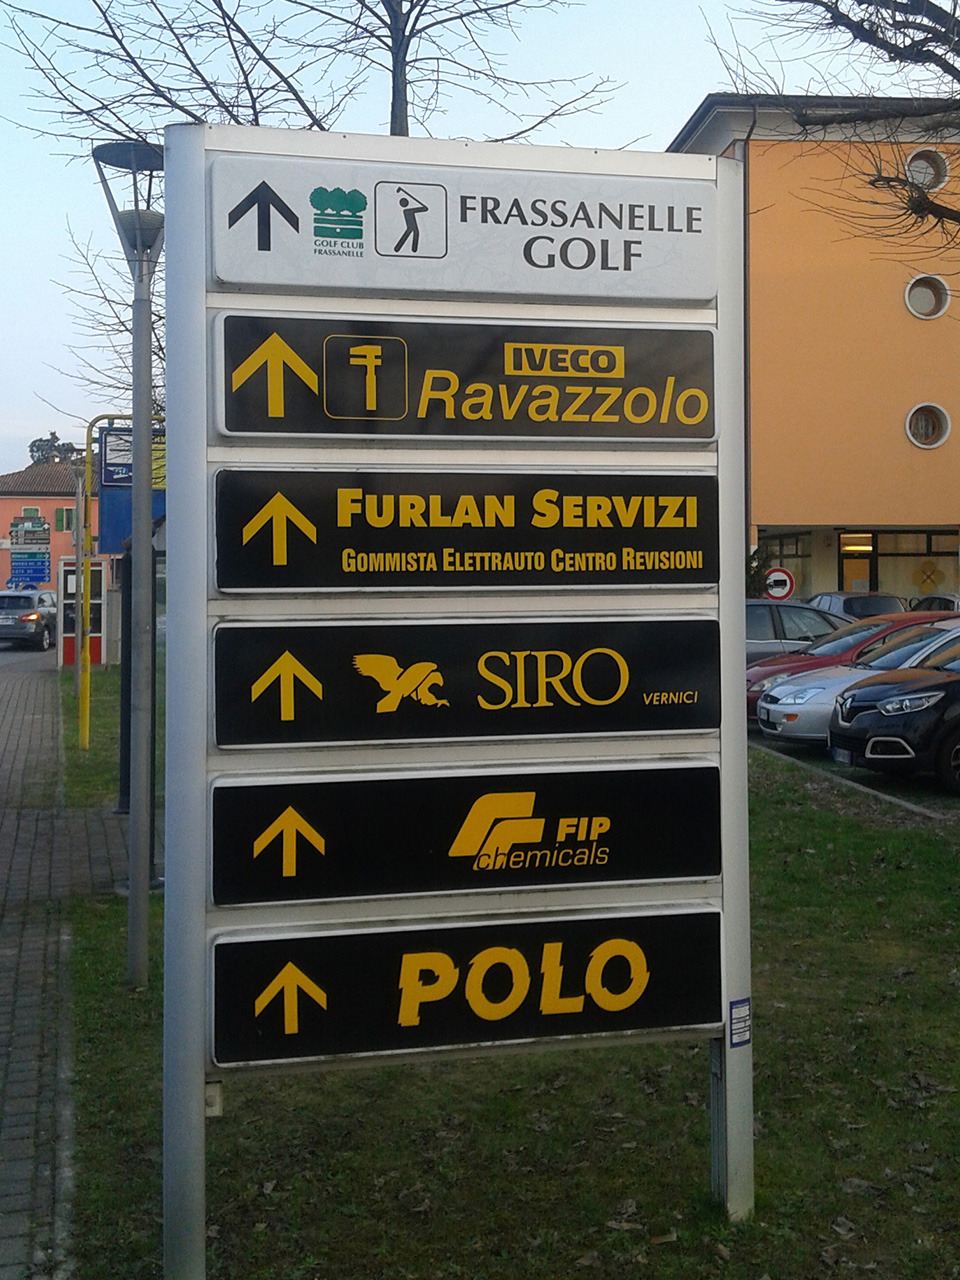 GOLF CLUB
FRASSANELLE
FRASSANELLE
GOLF
IVECO
Ravazzolo
FURLAN SERVIZI
GOMMISTA ELETTRAUTO CENTRO REVISIONI
SIRO
VERNICI
FIP
chemicals
POLO